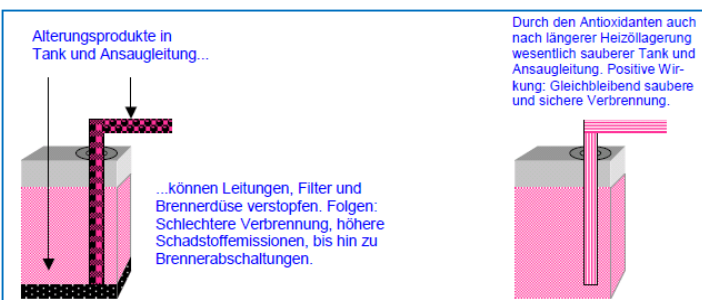 Alterungsprodukte in
Tank und Ansaugleitung...
...können Leitungen, Filter und
Brennerdüse verstopfen. Folgen:
Schlechtere Verbrennung, höhere
Schadstoffemissionen, bis hin zu
Brennerabschaltungen.
Durch den Antioxidanten auch
nach längerer Heizöllagerung
wesentlich sauberer Tank und
Ansaugleitung. Positive Wir-
kung: Gleichbleibend saubere
und sichere Verbrennung.